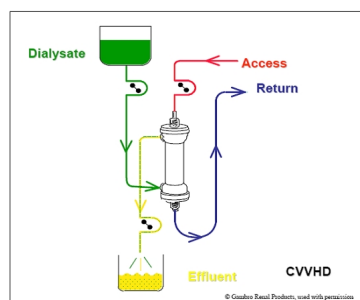 Dialysate
Access
Return
Effluent
CVVHD
© Gambro Renal Products, used with permission